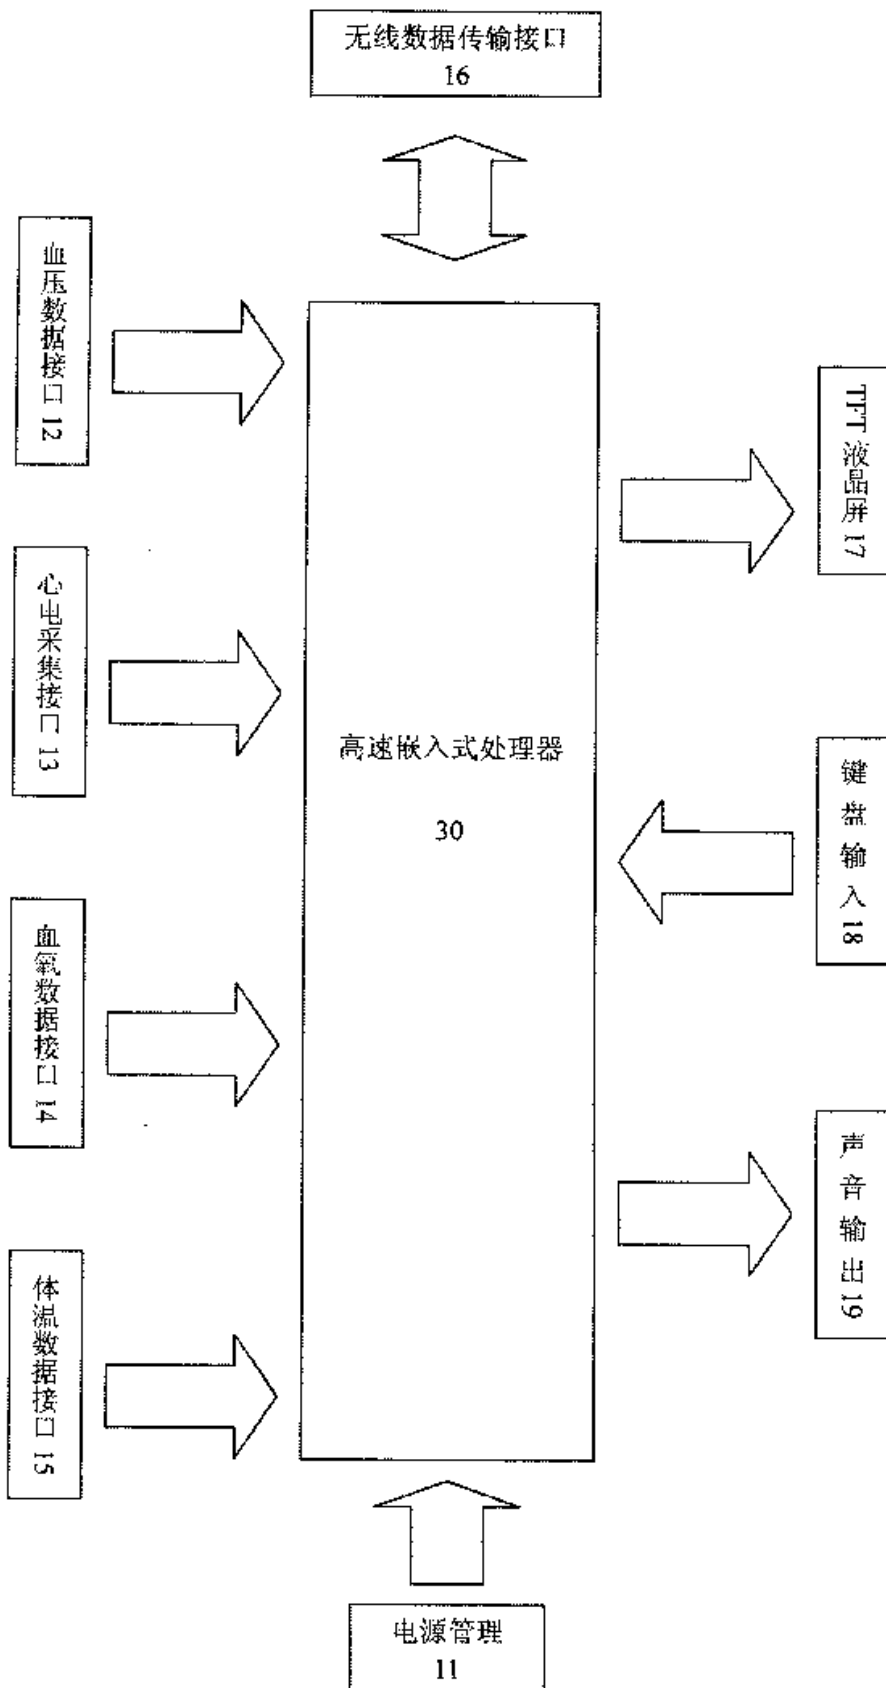 无线数据传输接口
16
血压数据接口 12
心电采集接口 13
血氧数据接口 14
体温数据接口 15
高速嵌入式处理器
30
TFT 液晶屏 17
键盘输入 18
声音输出 19
电源管理
11